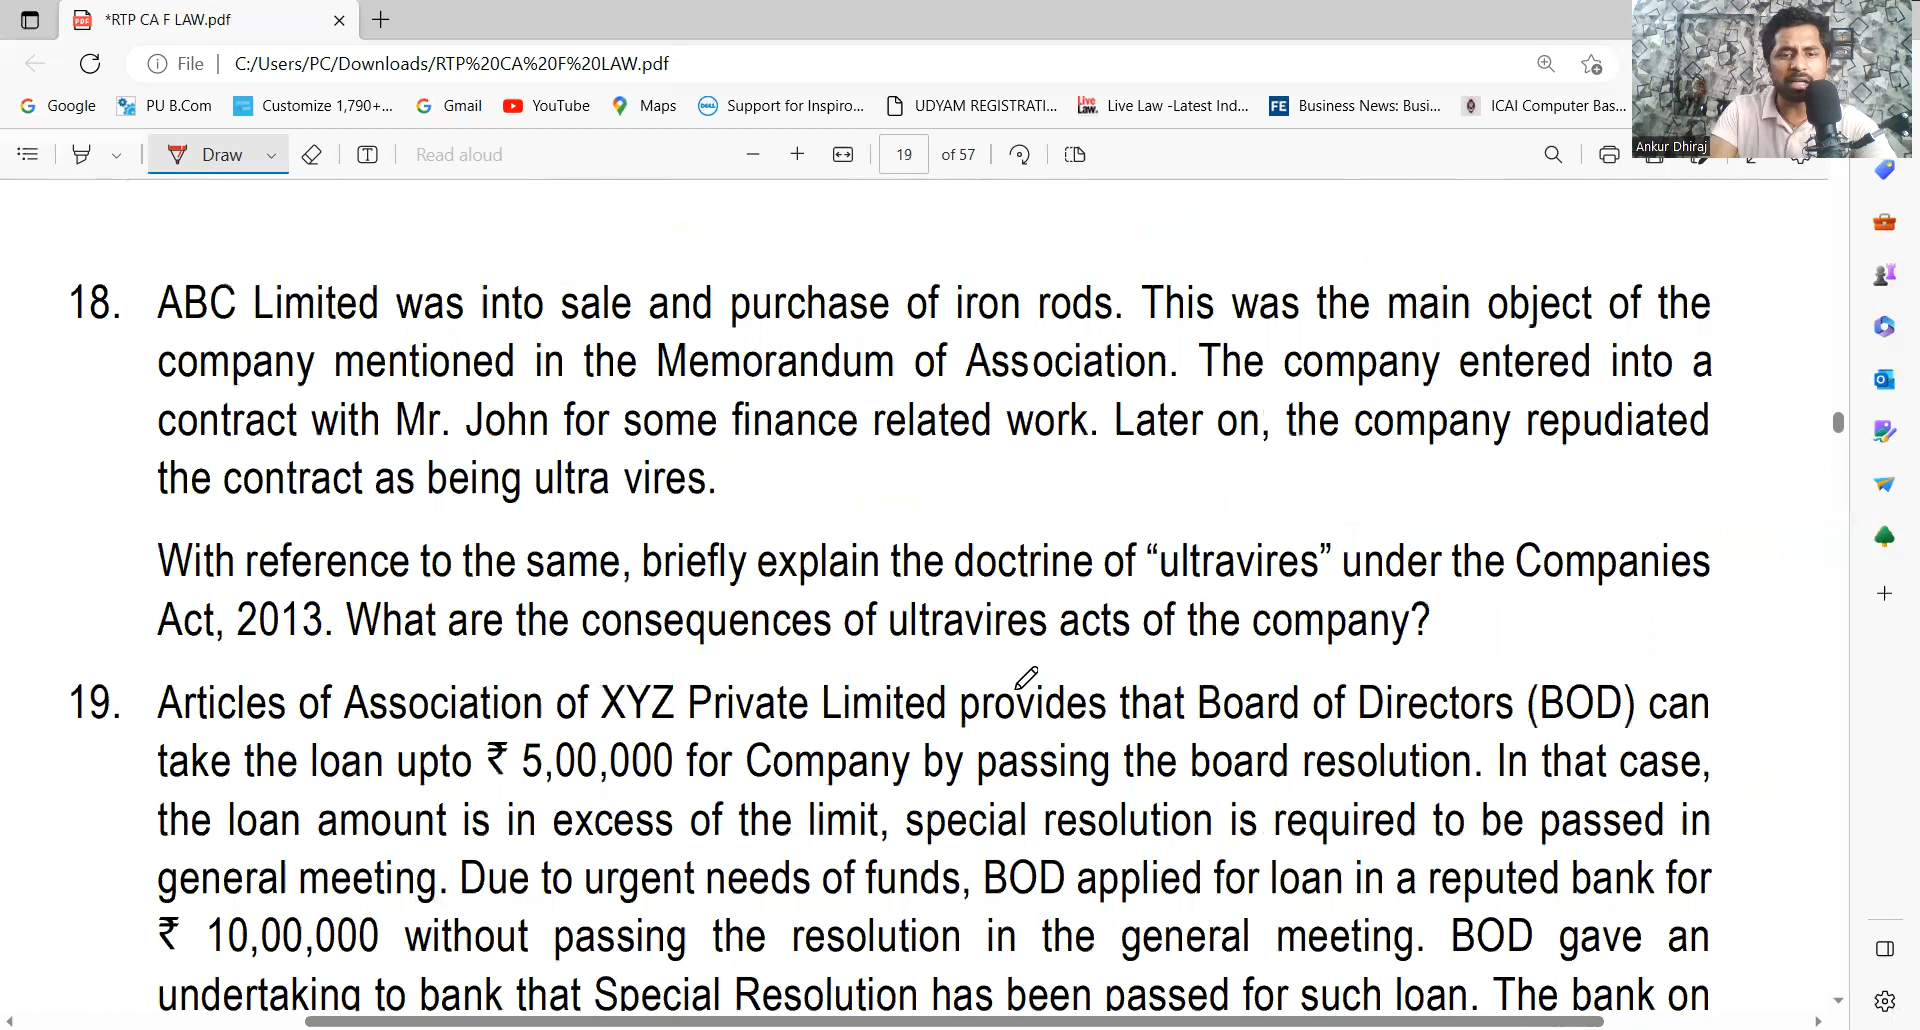 *RTP CA F LAW.pdf
File
C:/Users/PC/Downloads/RTP%20CA%20F%20LAW.pdf
Google
PU B.Com
Customize 1,790+...
Gmail
YouTube
Maps
Support for Inspiro...
UDYAM REGISTRATI...
Live Law -Latest Ind...
Business News: Busi...
ICAI Computer Bas...
Ankur Dhiraj
Draw
Read aloud
19 of 57
18. ABC Limited was into sale and purchase of iron rods. This was the main object of the
company mentioned in the Memorandum of Association. The company entered into a
contract with Mr. John for some finance related work. Later on, the company repudiated
the contract as being ultra vires.
With reference to the same, briefly explain the doctrine of “ultravires” under the Companies
Act, 2013. What are the consequences of ultravires acts of the company?
19. Articles of Association of XYZ Private Limited provides that Board of Directors (BOD) can
take the loan upto ₹ 5,00,000 for Company by passing the board resolution. In that case,
the loan amount is in excess of the limit, special resolution is required to be passed in
general meeting. Due to urgent needs of funds, BOD applied for loan in a reputed bank for
₹ 10,00,000 without passing the resolution in the general meeting. BOD gave an
undertaking to bank that Special Resolution has been passed for such loan. The bank on